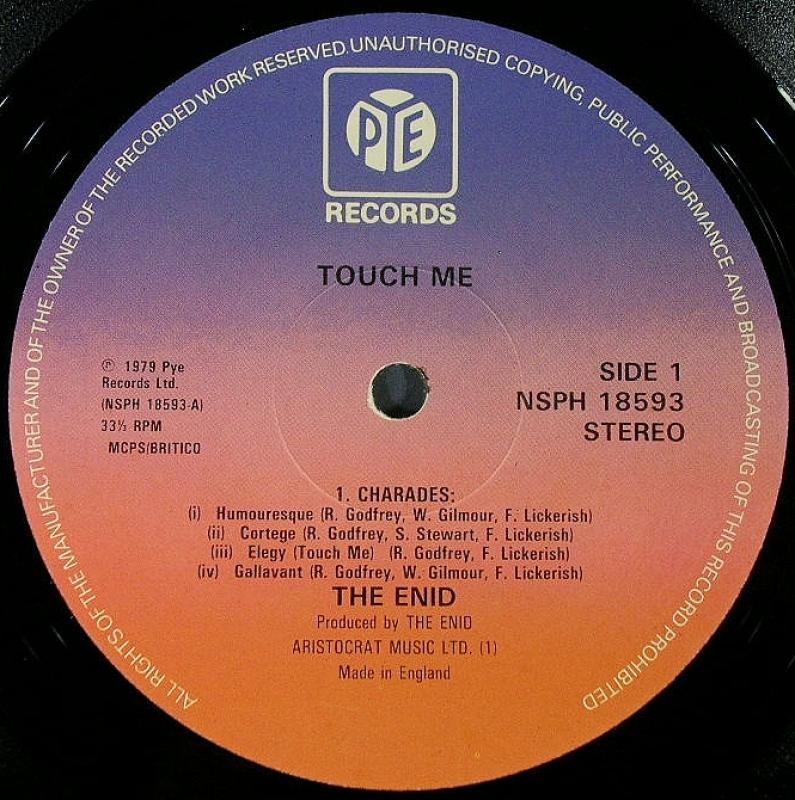 ALL RIGHTS OF THE MANUFACTURER AND OF THE OWNER OF THE RECORDED WORK RESERVED. UNAUTHORISED COPYING, PUBLIC PERFORMANCE AND BROADCASTING OF THIS RECORD PROHIBITED
PYE
RECORDS
TOUCH ME
℗ 1979 Pye
Records Ltd.
(NSPH 18593-A)
33⅓ RPM
MCPS/BRITICO
SIDE 1
NSPH 18593
STEREO
1. CHARADES:
(i) Humouresque (R. Godfrey, W. Gilmour, F. Lickerish)
(ii) Cortege (R. Godfrey, S. Stewart, F. Lickerish)
(iii) Elegy (Touch Me) (R. Godfrey, F. Lickerish)
(iv) Gallavant (R. Godfrey, W. Gilmour, F. Lickerish)
THE ENID
Produced by THE ENID
ARISTOCRAT MUSIC LTD. (1)
Made in England